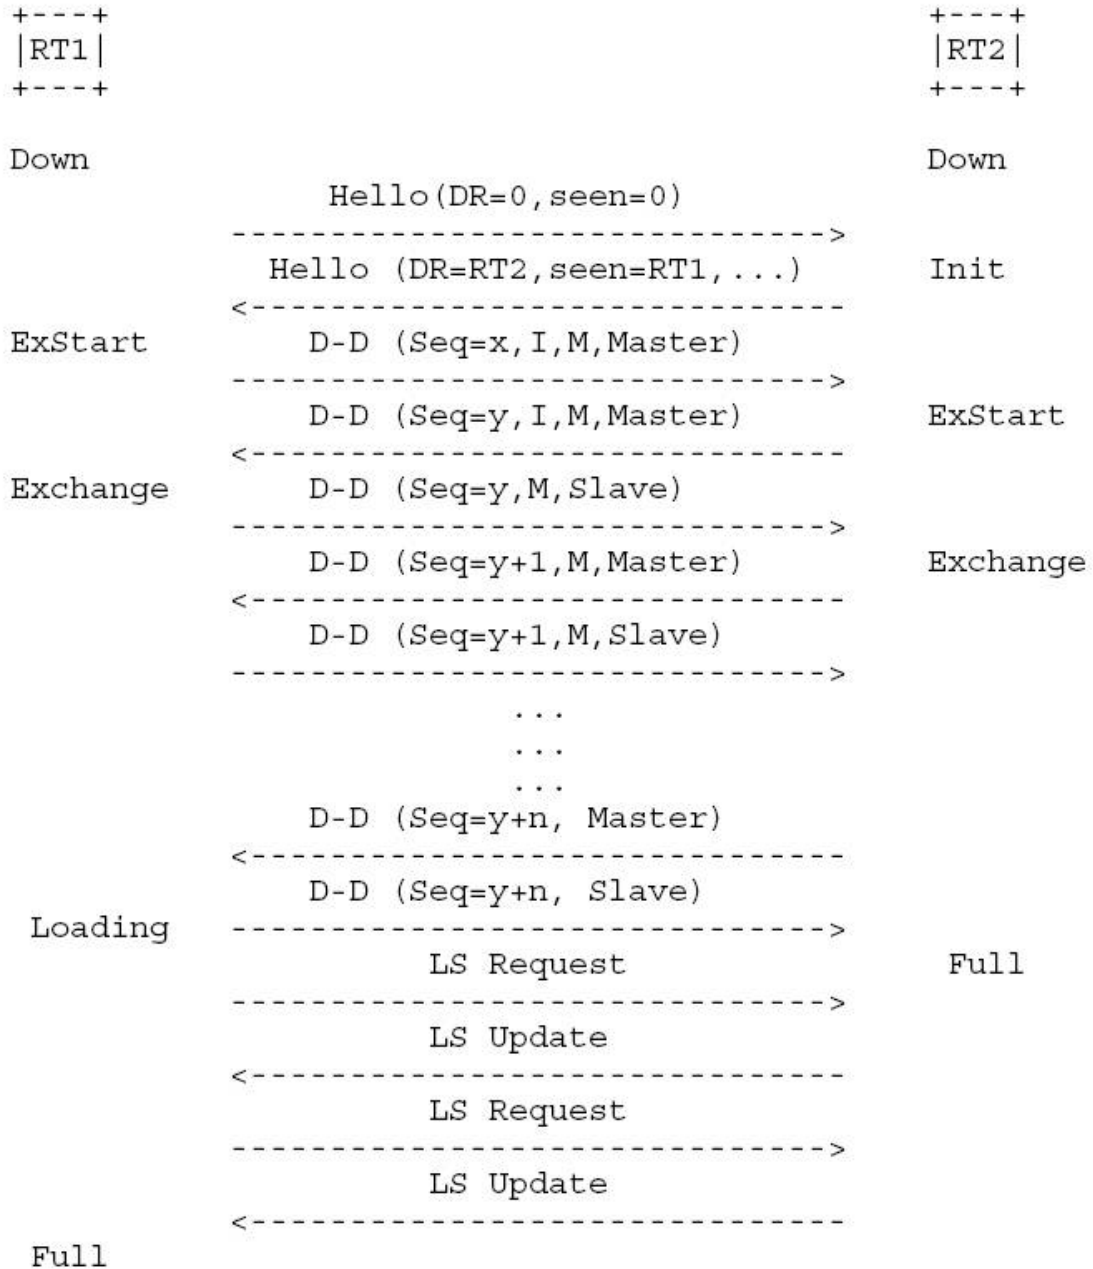 +---+                                         +---+
|RT1|                                         |RT2|
+---+                                         +---+
Down                                          Down
                Hello(DR=0,seen=0)
           ------------------------------>
             Hello (DR=RT2,seen=RT1,...)      Init
           <------------------------------
ExStart        D-D (Seq=x,I,M,Master)
           ------------------------------>
               D-D (Seq=y,I,M,Master)         ExStart
           <------------------------------
Exchange       D-D (Seq=y,M,Slave)
           ------------------------------>
               D-D (Seq=y+1,M,Master)         Exchange
           <------------------------------
               D-D (Seq=y+1,M,Slave)
           ------------------------------>
                         ...
                         ...
                         ...
               D-D (Seq=y+n, Master)
           <------------------------------
               D-D (Seq=y+n, Slave)
 Loading   ------------------------------>
                     LS Request                Full
           ------------------------------>
                     LS Update
           <------------------------------
                     LS Request
           ------------------------------>
                     LS Update
           <------------------------------
 Full